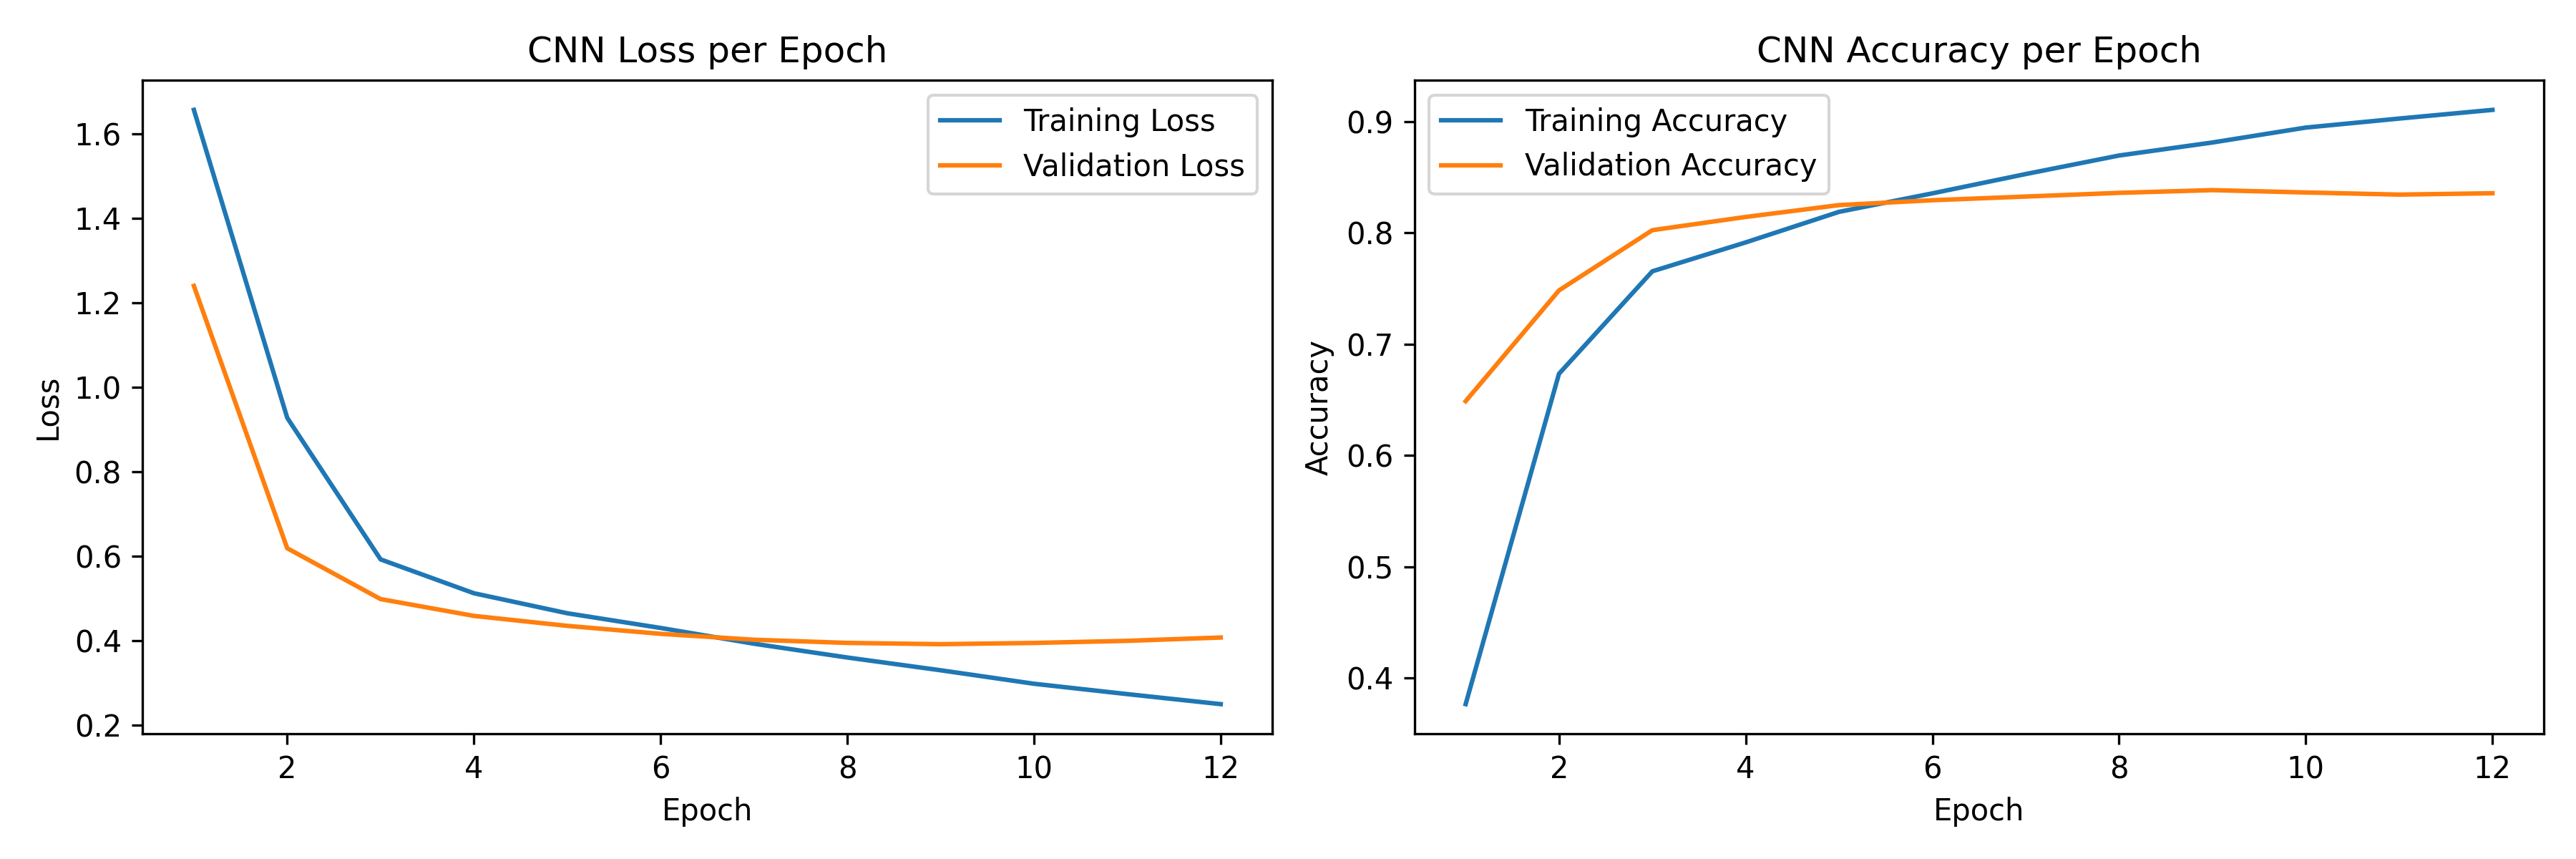 CNN Loss per Epoch
Training Loss
Validation Loss
1.6
1.4
1.2
1.0
0.8
0.6
0.4
0.2
Loss
2 4 6 8 10 12
Epoch
CNN Accuracy per Epoch
Training Accuracy
Validation Accuracy
0.9
0.8
0.7
0.6
0.5
0.4
Accuracy
2 4 6 8 10 12
Epoch